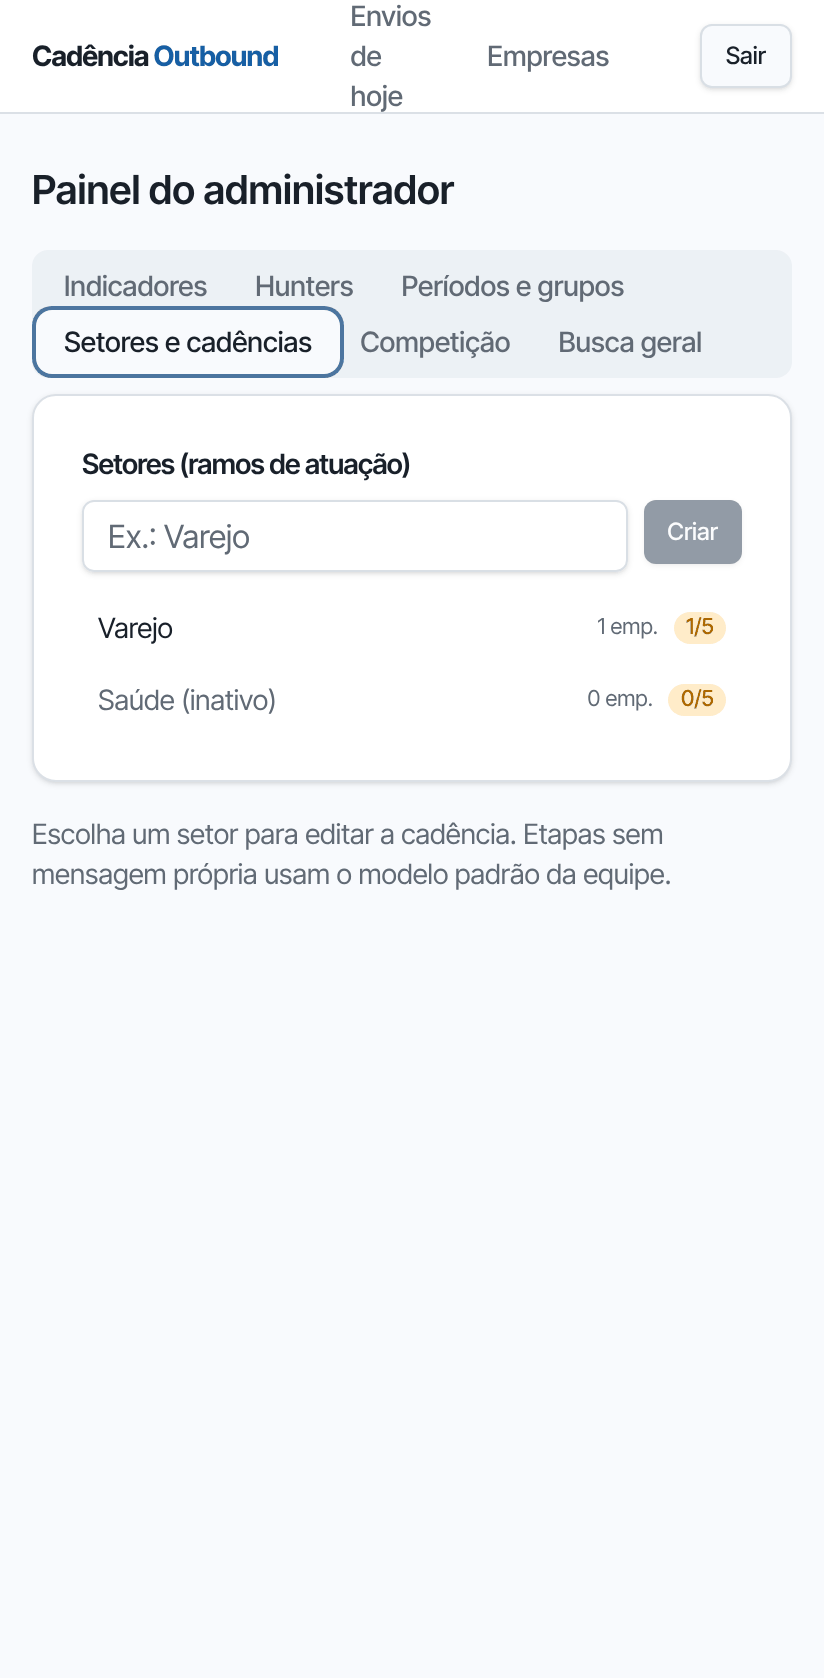 Cadência Outbound
Envios
de
hoje
Empresas
Sair
Painel do administrador
Indicadores
Hunters
Períodos e grupos
Setores e cadências
Competição
Busca geral
Setores (ramos de atuação)
Ex.: Varejo
Criar
Varejo
1 emp.
1/5
Saúde (inativo)
0 emp.
0/5
Escolha um setor para editar a cadência. Etapas sem
mensagem própria usam o modelo padrão da equipe.